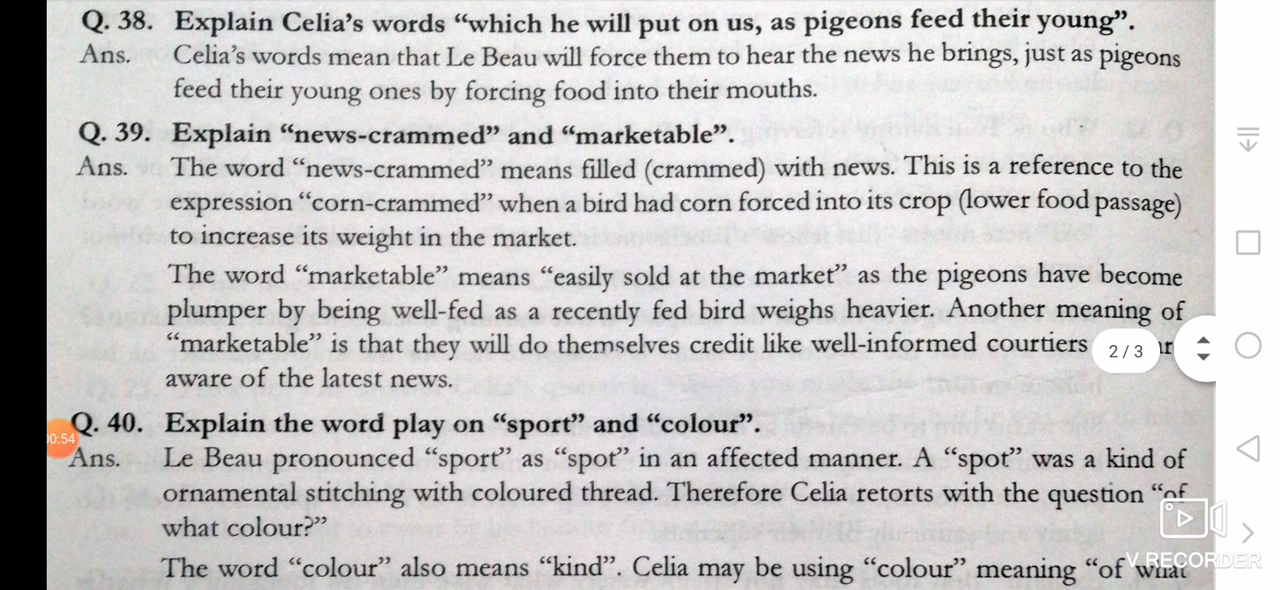 Q. 38. Explain Celia's words “which he will put on us, as pigeons feed their young”.
Ans. Celia's words mean that Le Beau will force them to hear the news he brings, just as pigeons
feed their young ones by forcing food into their mouths.
Q. 39. Explain “news-crammed” and “marketable”.
Ans. The word “news-crammed” means filled (crammed) with news. This is a reference to the
expression “corn-crammed” when a bird had corn forced into its crop (lower food passage)
to increase its weight in the market.
The word “marketable” means “easily sold at the market” as the pigeons have become
plumper by being well-fed as a recently fed bird weighs heavier. Another meaning of
“marketable” is that they will do themselves credit like well-informed courtiers
2 / 3
aware of the latest news.
00:54
Q. 40. Explain the word play on “sport” and “colour”.
Ans. Le Beau pronounced “sport” as “spot” in an affected manner. A “spot” was a kind of
ornamental stitching with coloured thread. Therefore Celia retorts with the question “of
what colour?”
The word “colour” also means “kind”. Celia may be using “colour” meaning “of what
V RECORDER